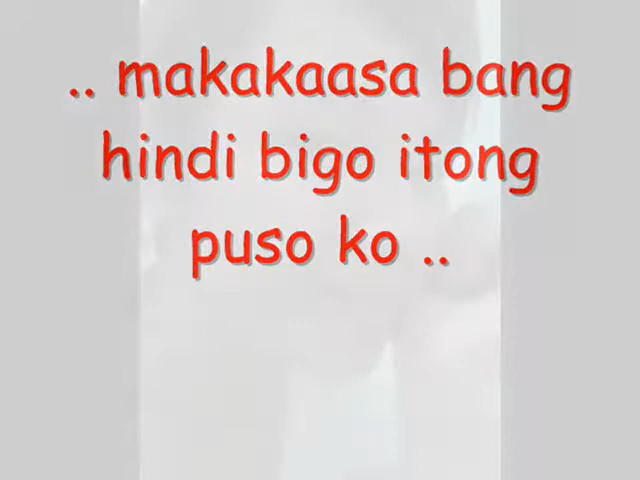 .. makakaasa bang
hindi bigo itong
puso ko ..